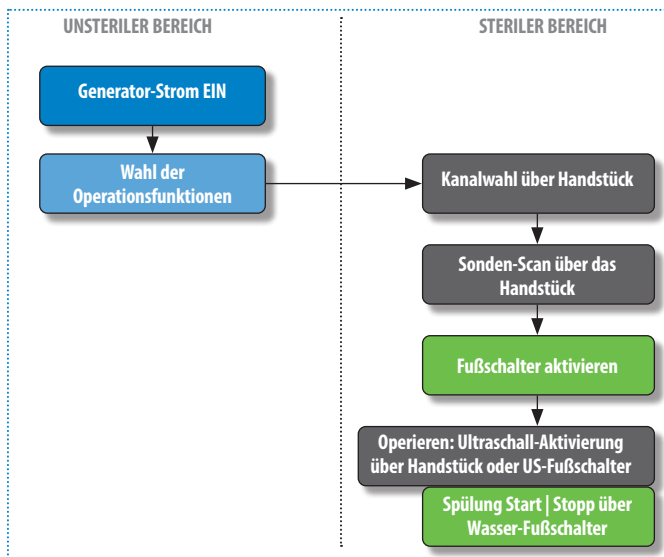 UNSTERILER BEREICH
STERILER BEREICH
Generator-Strom EIN
Wahl der
Operationsfunktionen
Kanalwahl über Handstück
Sonden-Scan über das
Handstück
Fußschalter aktivieren
Operieren: Ultraschall-Aktivierung
über Handstück oder US-Fußschalter
Spülung Start | Stopp über
Wasser-Fußschalter